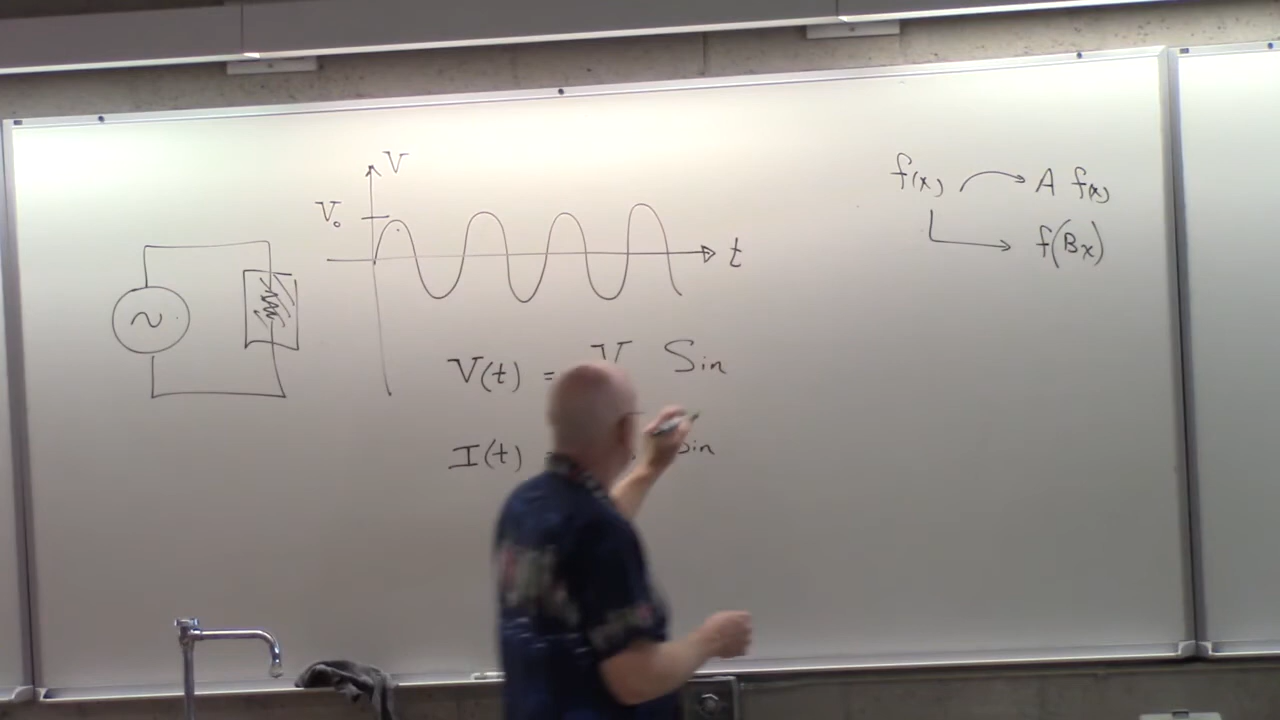 V
V₀
t
f(x) → A f(x)
f(Bx)
~
V(t) = V Sin
I(t) = Sin